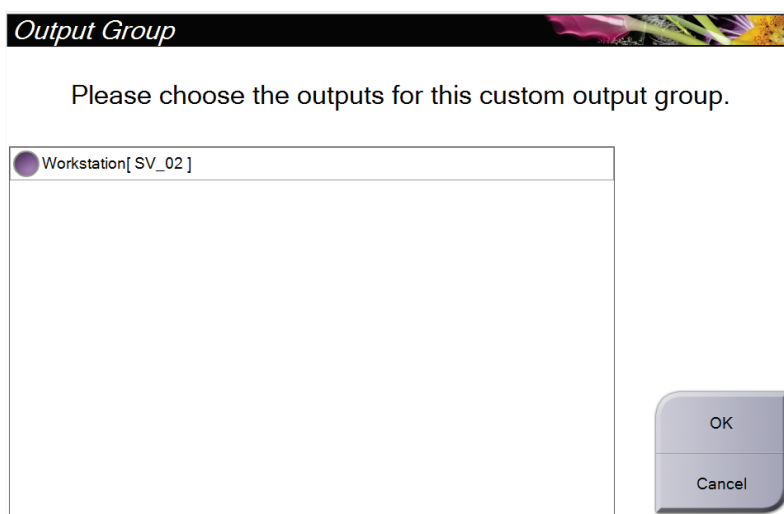 Output Group
Please choose the outputs for this custom output group.
Workstation[ SV_02 ]
OK
Cancel